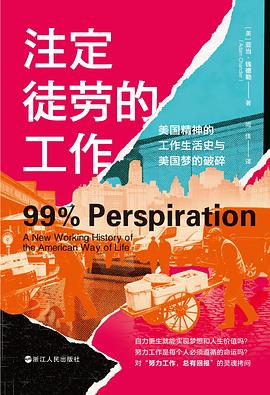 注定
徒劳的
工作
[美]亚当·钱德勒
(Adam Chandler)
著
译
美国精神的
工作生活史与
美国梦的破碎
99% Perspiration
A New Working History of
the American Way of Life
自力更生就能实现梦想和人生价值吗?
努力工作是每个人必须遵循的命运吗?
对“努力工作,总有回报”的灵魂拷问
浙江人民出版社